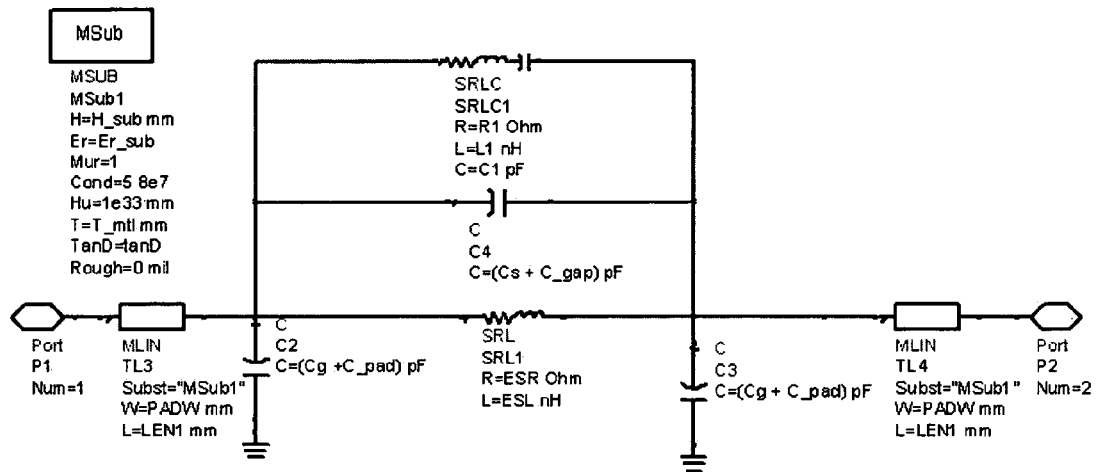 MSub
MSUB
MSub1
H=H_sub mm
Er=Er_sub
Mur=1
Cond=5.8e7
Hu=1e33 mm
T=T_mtl mm
TanD=tanD
Rough=0 mil
SRLC
SRLC1
R=R1 Ohm
L=L1 nH
C=C1 pF
C
C4
C=(Cs + C_gap) pF
Port
P1
Num=1
MLIN
TL3
Subst="MSub1"
W=PADW mm
L=LEN1 mm
C
C2
C=(Cg +C_pad) pF
SRL
SRL1
R=ESR Ohm
L=ESL nH
C
C3
C=(Cg + C_pad) pF
MLIN
TL4
Subst="MSub1"
W=PADW mm
L=LEN1 mm
Port
P2
Num=2